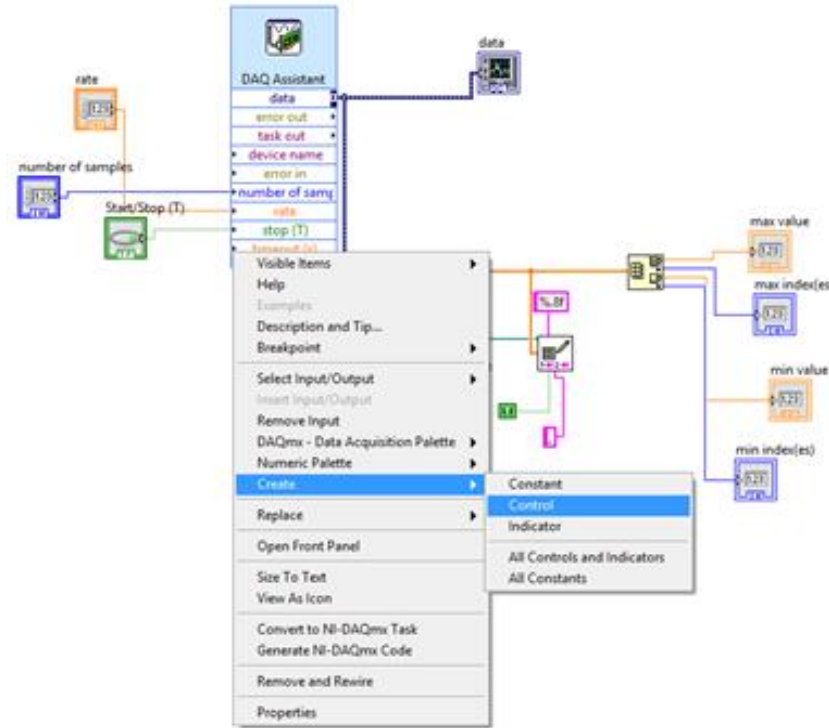 data
DAQ Assistant
rate
data
error out
task out
device name
number of samples
error in
number of samp
Start/Stop (T)
rate
stop (T)
timeout (s)
max value
Visible Items
Help
max index(es
Examples
%.8f
Description and Tip...
Breakpoint
min value
Select Input/Output
Insert Input/Output
Remove Input
DAQmx - Data Acquisition Palette
min index(es)
Numeric Palette
Create
Constant
Control
Replace
Indicator
Open Front Panel
All Controls and Indicators
Size To Text
All Constants
View As Icon
Convert to NI-DAQmx Task
Generate NI-DAQmx Code
Remove and Rewire
Properties